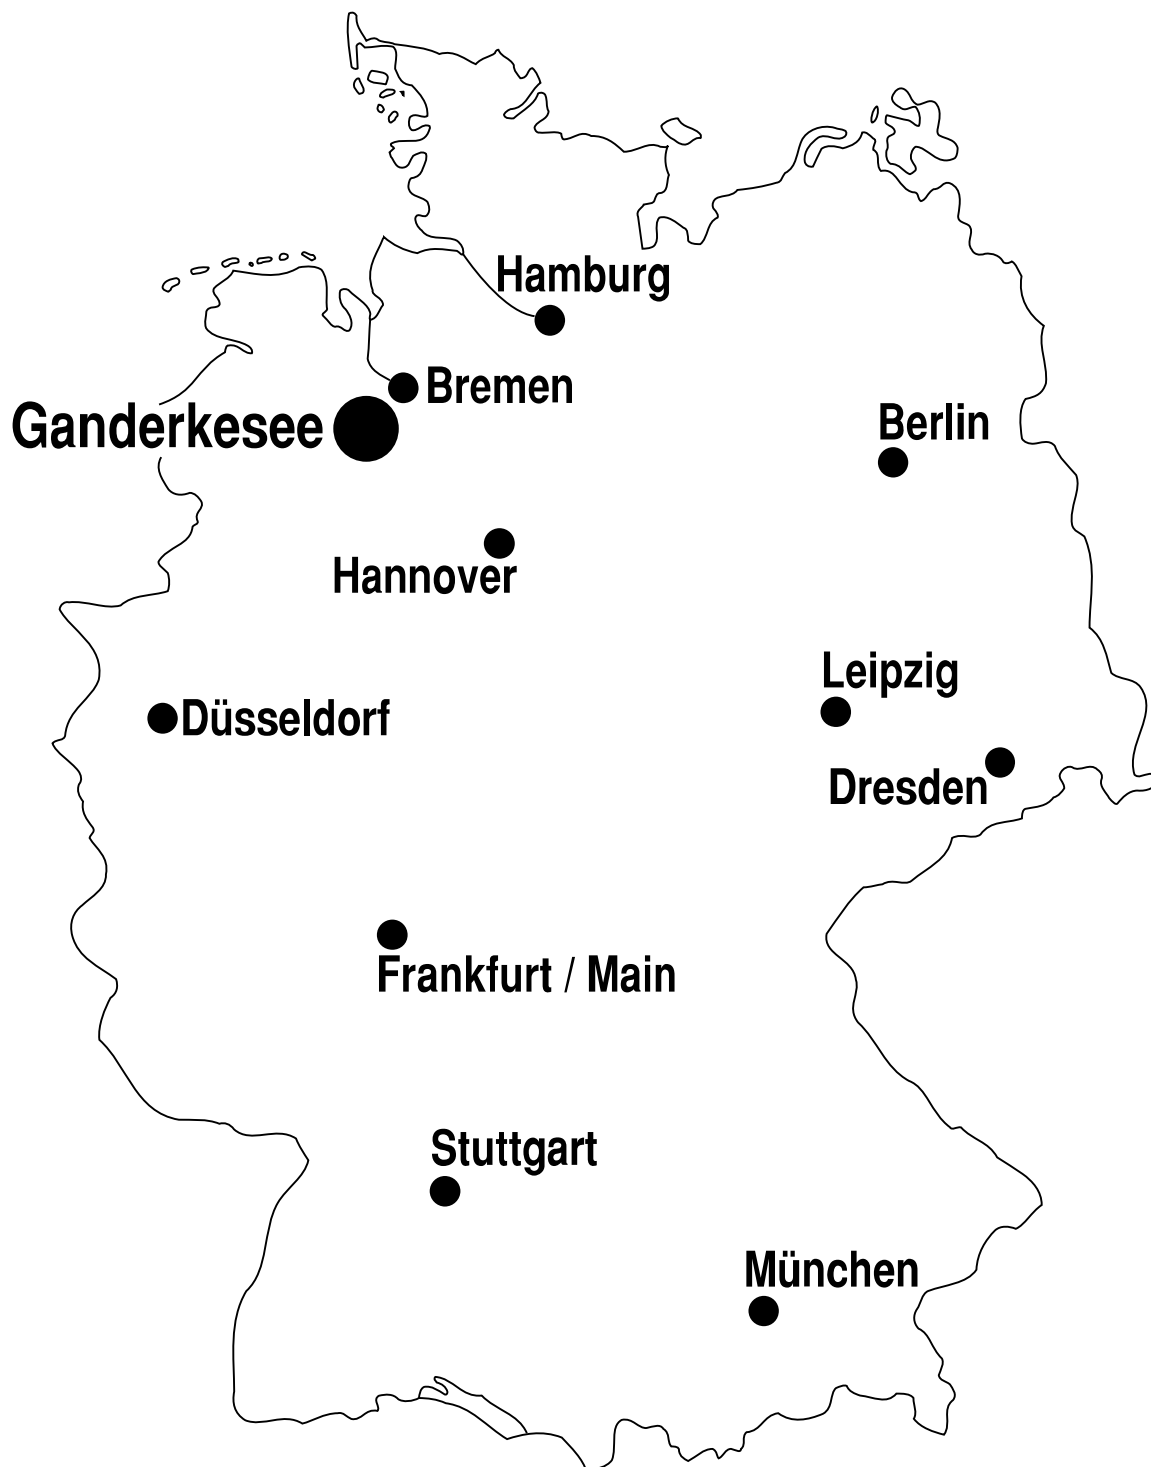 Hamburg
Bremen
Ganderkesee
Berlin
Hannover
Leipzig
Düsseldorf
Dresden
Frankfurt / Main
Stuttgart
München